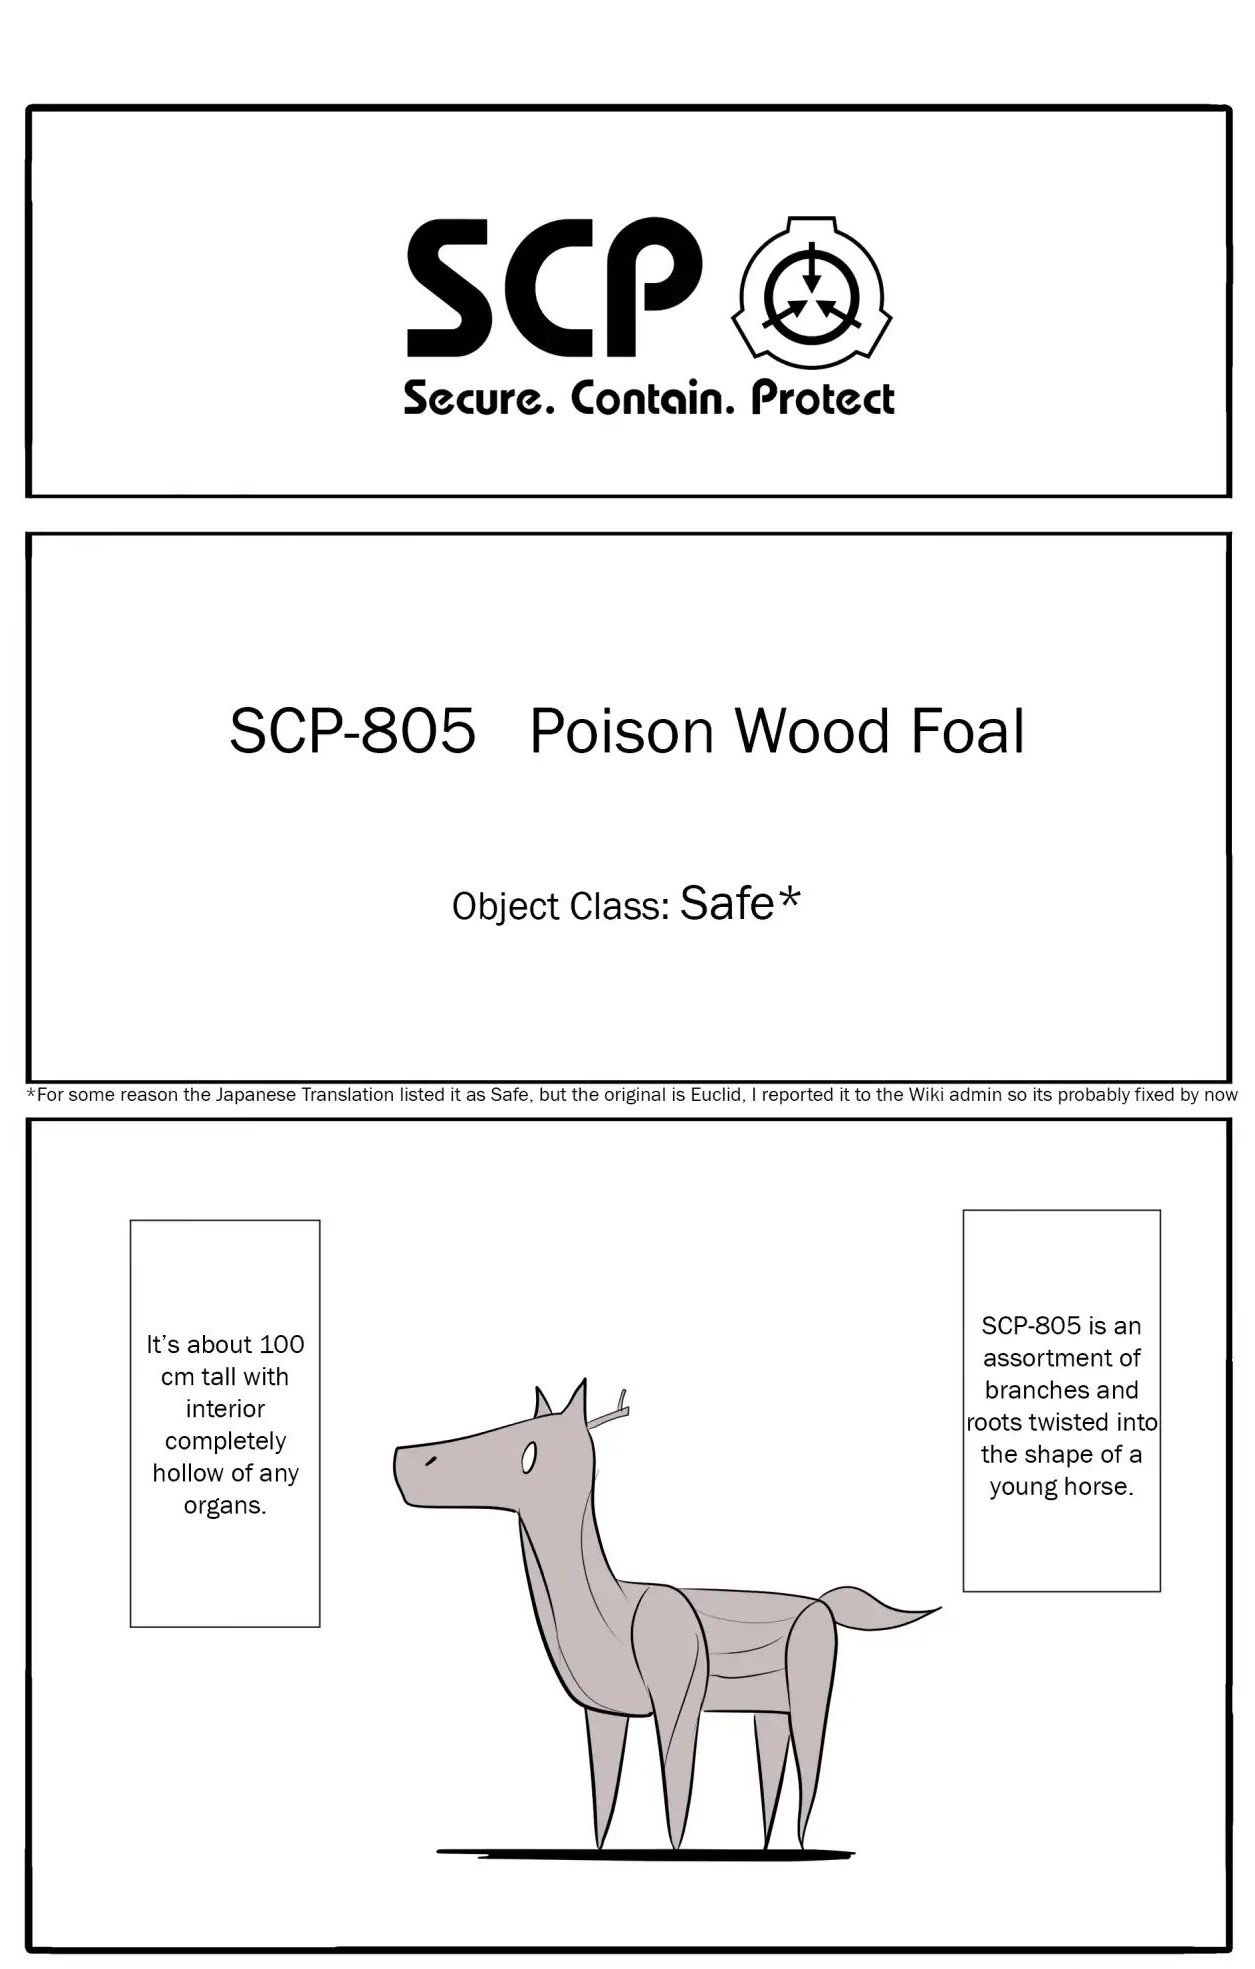 SCP
Secure. Contain. Protect
SCP-805 Poison Wood Foal
Object Class: Safe*
*For some reason the Japanese Translation listed it as Safe, but the original is Euclid, I reported it to the Wiki admin so its probably fixed by now
SCP-805 is an
assortment of
branches and
roots twisted into
the shape of a
young horse.
It's about 100
cm tall with
interior
completely
hollow of any
organs.